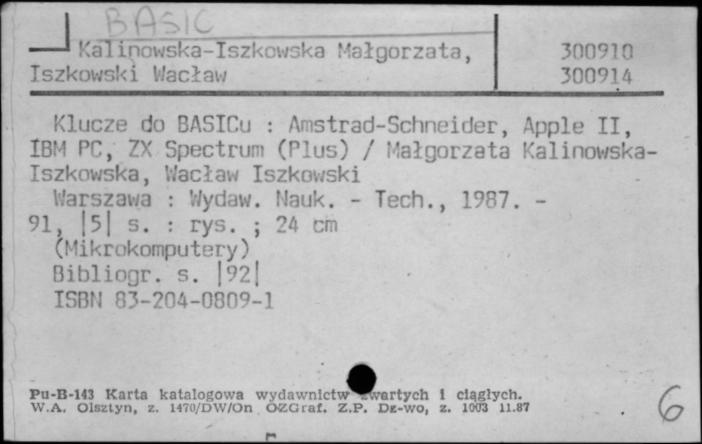 BASIC
Kalinowska-Iszkowska Małgorzata, 300910
Iszkowski Wacław 300914
Klucze do BASICu : Amstrad-Schneider, Apple II,
IBM PC, ZX Spectrum (Plus) / Małgorzata Kalinowska-
Iszkowska, Wacław Iszkowski
Warszawa : Wydaw. Nauk. - Tech., 1987. -
91, |5| s. : rys. ; 24 cm
(Mikrokomputery)
Bibliogr. s. |92|
ISBN 83-204-0809-1
Pu-B-143 Karta katalogowa wydawnictw zwartych i ciągłych.
W.A. Olsztyn, z. 1470/DW/On OZGraf. Z.P. Dz-wo, z. 1003 11.87
6